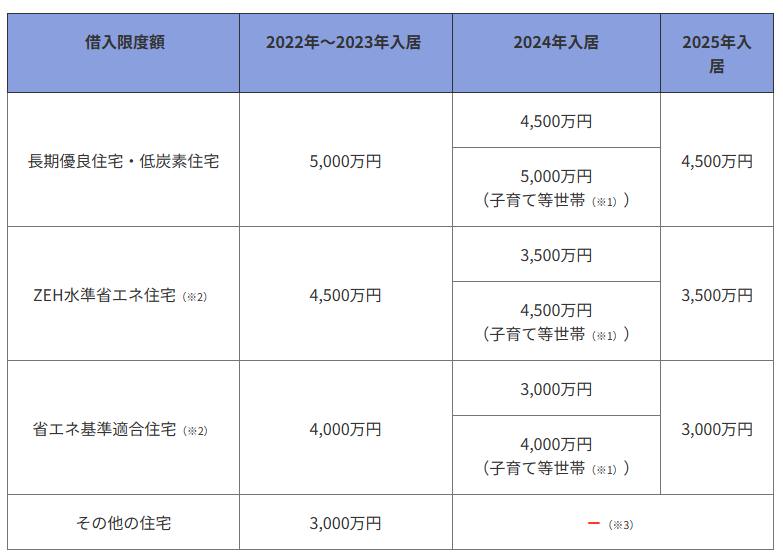 借入限度額
2022年～2023年入居
2024年入居
2025年入
居
長期優良住宅・低炭素住宅
5,000万円
4,500万円
5,000万円
（子育て等世帯（※1））
4,500万円
ZEH水準省エネ住宅（※2）
4,500万円
3,500万円
4,500万円
（子育て等世帯（※1））
3,500万円
省エネ基準適合住宅（※2）
4,000万円
3,000万円
4,000万円
（子育て等世帯（※1））
3,000万円
その他の住宅
3,000万円
ー（※3）